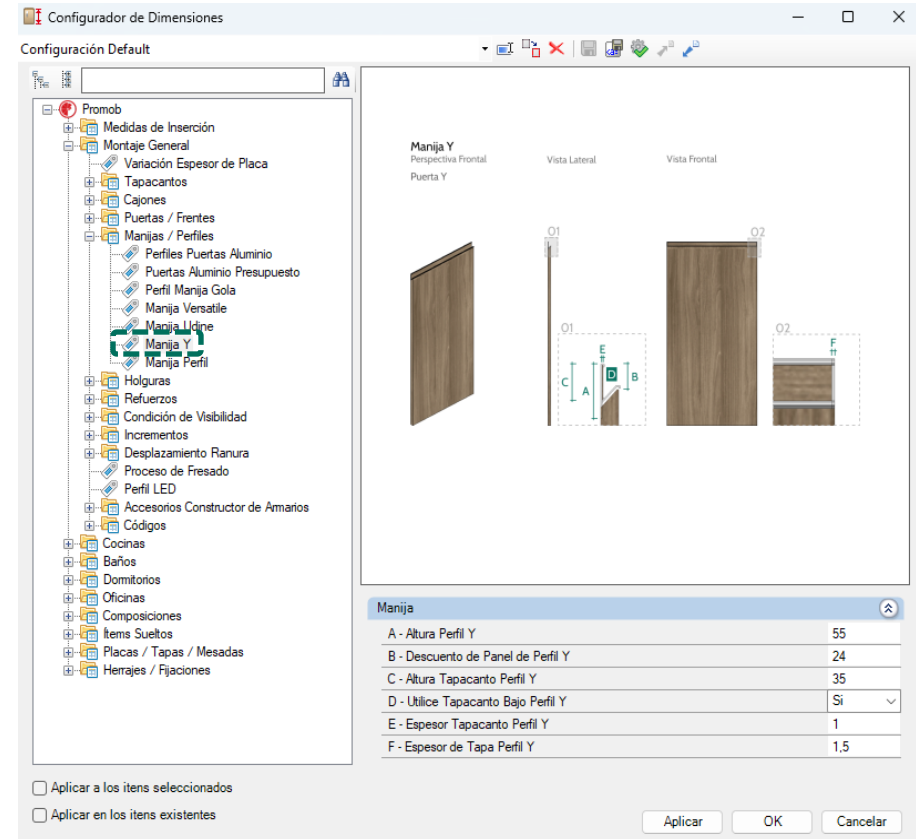 Configurador de Dimensiones
Configuración Default
Promob
Medidas de Inserción
Montaje General
Variación Espesor de Placa
Tapacantos
Cajones
Puertas / Frentes
Manijas / Perfiles
Perfiles Puertas Aluminio
Puertas Aluminio Presupuesto
Perfil Manija Gola
Manija Versatile
Manija Udine
Manija Y
Manija Perfil
Holguras
Refuerzos
Condición de Visibilidad
Incrementos
Desplazamiento Ranura
Proceso de Fresado
Perfil LED
Accesorios Constructor de Armarios
Códigos
Cocinas
Baños
Dormitorios
Oficinas
Composiciones
Ítems Sueltos
Placas / Tapas / Mesadas
Herrajes / Fijaciones
Manija Y
Perspectiva Frontal Vista Lateral Vista Frontal
Puerta Y
01 02
01 02
E F
C A D B
Manija
A - Altura Perfil Y 55
B - Descuento de Panel de Perfil Y 24
C - Altura Tapacanto Perfil Y 35
D - Utilice Tapacanto Bajo Perfil Y Si
E - Espesor Tapacanto Perfil Y 1
F - Espesor de Tapa Perfil Y 1,5
Aplicar a los itens seleccionados
Aplicar en los itens existentes
Aplicar OK Cancelar